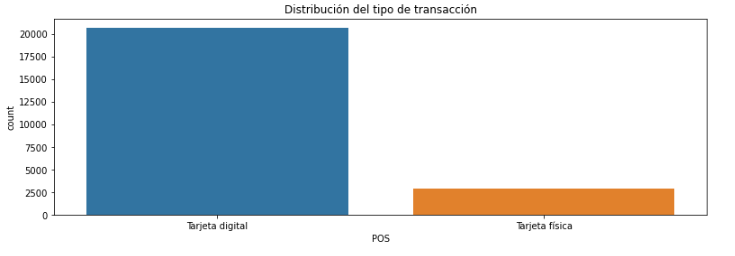 Distribución del tipo de transacción
20000
17500
15000
12500
10000
7500
5000
2500
0
count
Tarjeta digital
Tarjeta física
POS